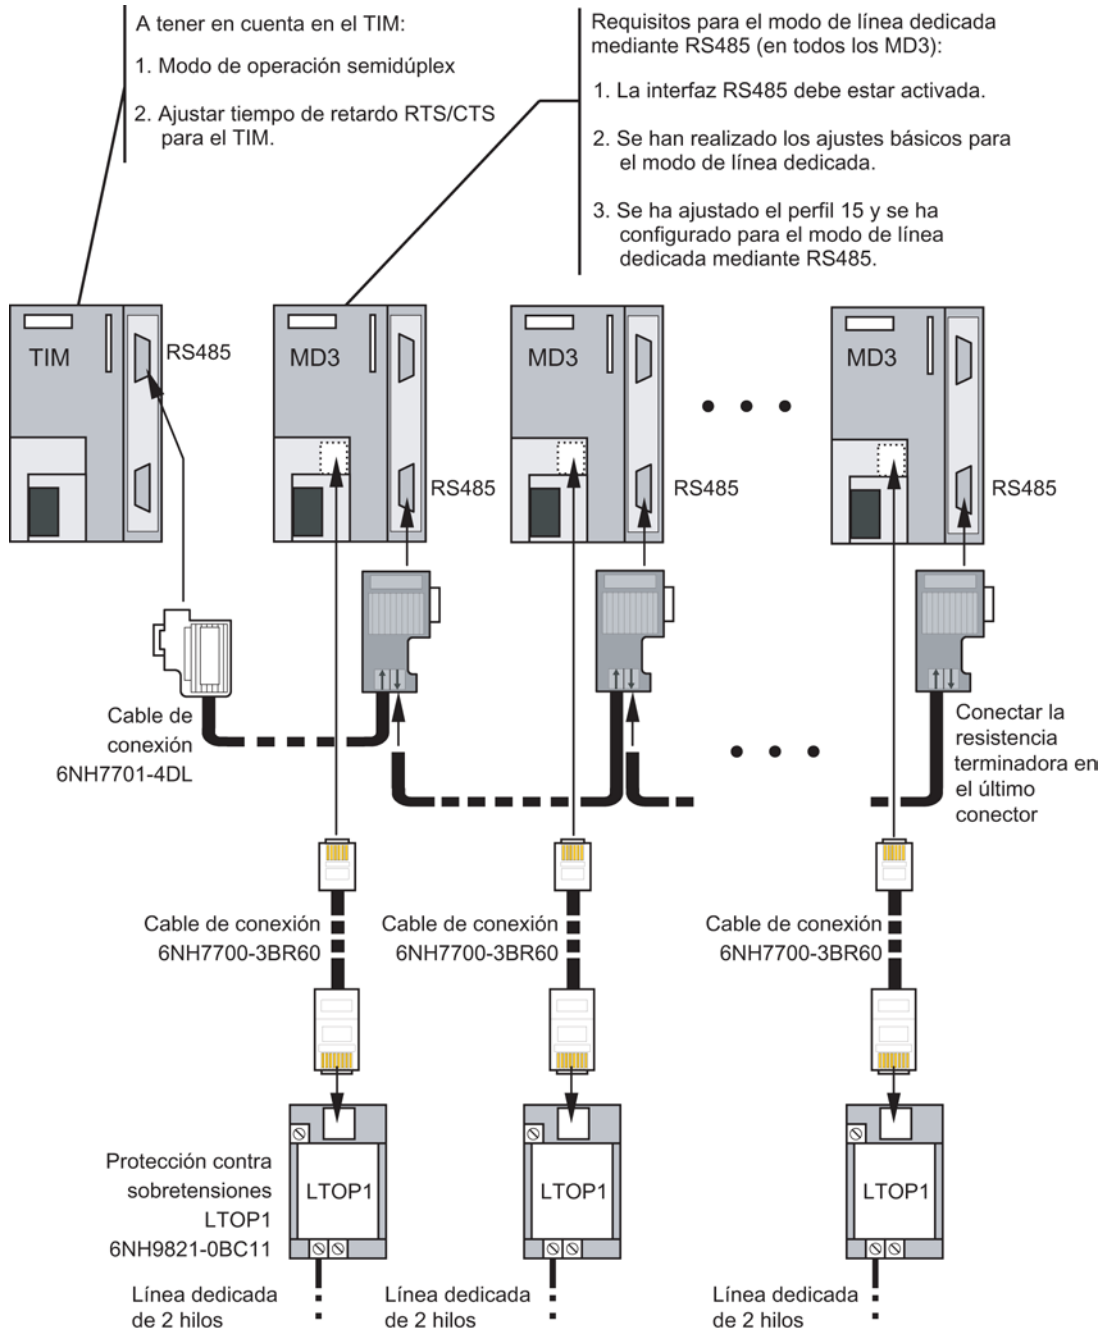 A tener en cuenta en el TIM:
1. Modo de operación semidúplex
2. Ajustar tiempo de retardo RTS/CTS
para el TIM.
Requisitos para el modo de línea dedicada
mediante RS485 (en todos los MD3):
1. La interfaz RS485 debe estar activada.
2. Se han realizado los ajustes básicos para
el modo de línea dedicada.
3. Se ha ajustado el perfil 15 y se ha
configurado para el modo de línea
dedicada mediante RS485.
TIM
RS485
MD3
RS485
MD3
RS485
MD3
RS485
Cable de
conexión
6NH7701-4DL
Conectar la
resistencia
terminadora en
el último
conector
Cable de conexión
6NH7700-3BR60
Cable de conexión
6NH7700-3BR60
Cable de conexión
6NH7700-3BR60
Protección contra
sobretensiones
LTOP1
6NH9821-0BC11
LTOP1
LTOP1
LTOP1
Línea dedicada
de 2 hilos
Línea dedicada
de 2 hilos
Línea dedicada
de 2 hilos